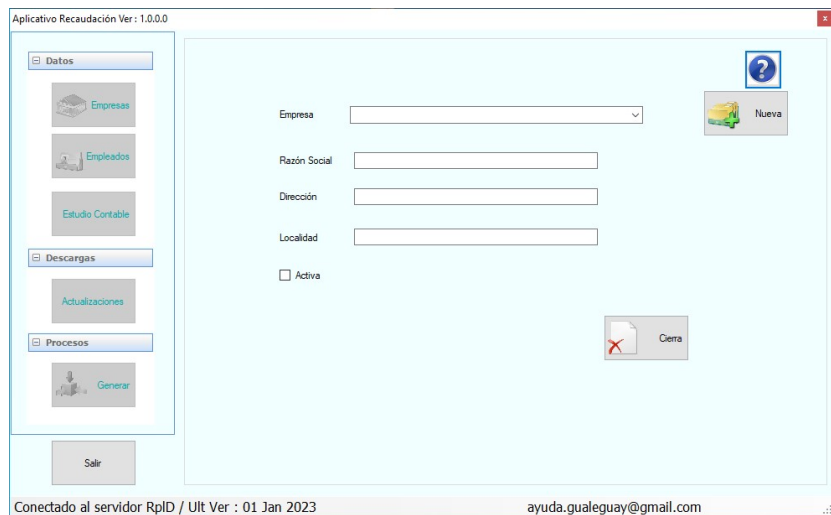 Aplicativo Recaudación Ver : 1.0.0.0
x
Datos
Empresas
Empleados
Estudio Contable
Descargas
Actualizaciones
Procesos
Generar
Salir
?
Empresa
Nueva
Razón Social
Dirección
Localidad
Activa
Cierra
Conectado al servidor RplD / Ult Ver : 01 Jan 2023
ayuda.gualeguay@gmail.com